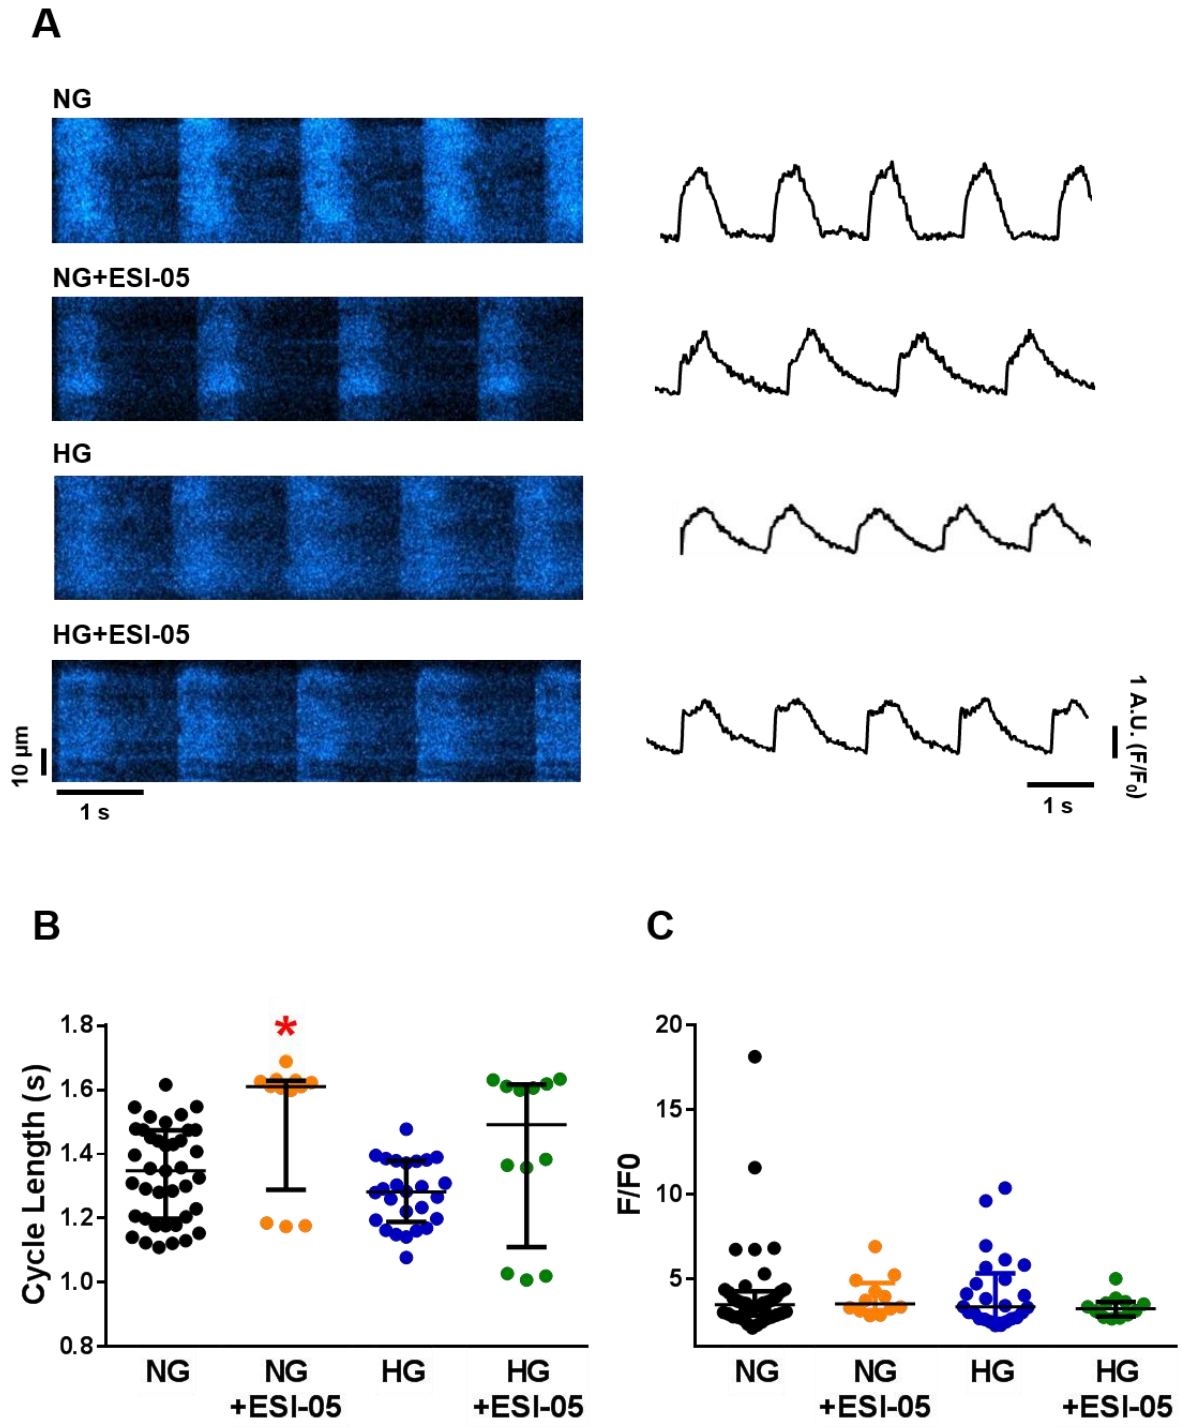 A
NG
NG+ESI-05
HG
HG+ESI-05
10 µm
1 s
1 A.U. (F/F0)
1 s
B
Cycle Length (s)
1.8
1.6
1.4
1.2
1.0
0.8
*
NG
NG
+ESI-05
HG
HG
+ESI-05
C
F/F0
20
15
10
5
NG
NG
+ESI-05
HG
HG
+ESI-05